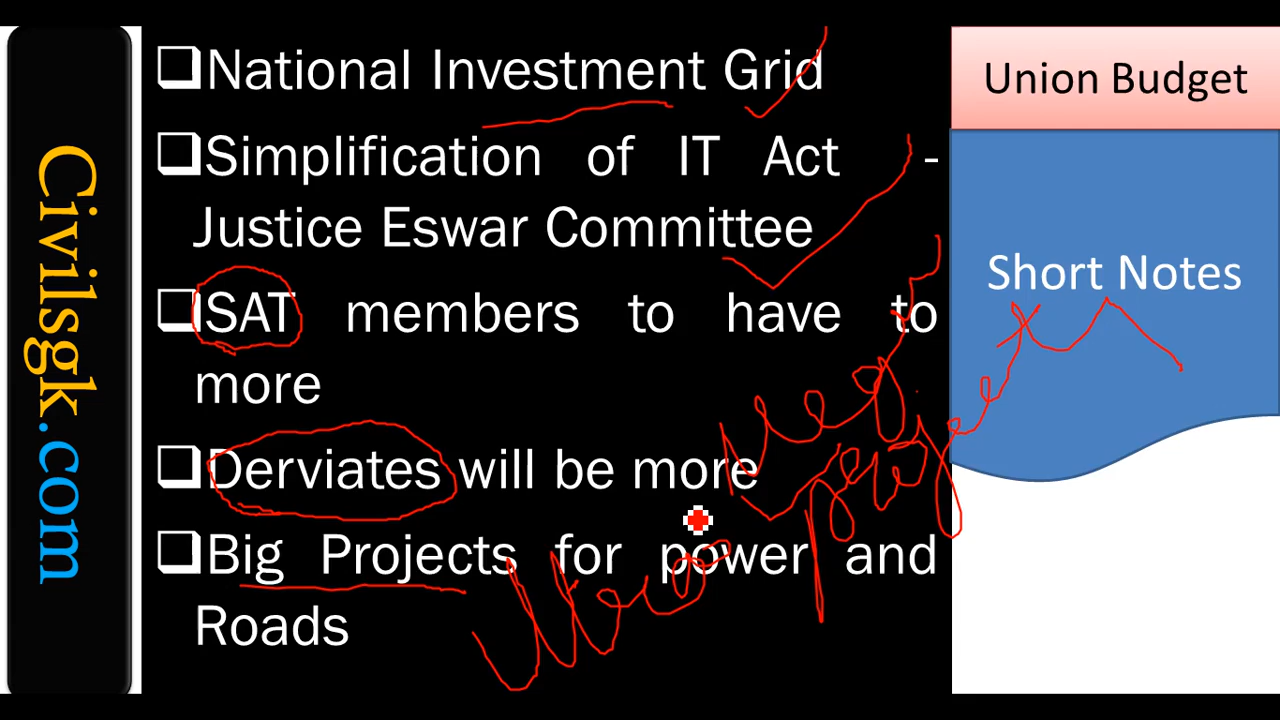 Civilsgk.com
❑National Investment Grid
❑Simplification of IT Act -
Justice Eswar Committee
❑SAT members to have to
more
❑Derviates will be more
❑Big Projects for power and
Roads
Union Budget
Short Notes